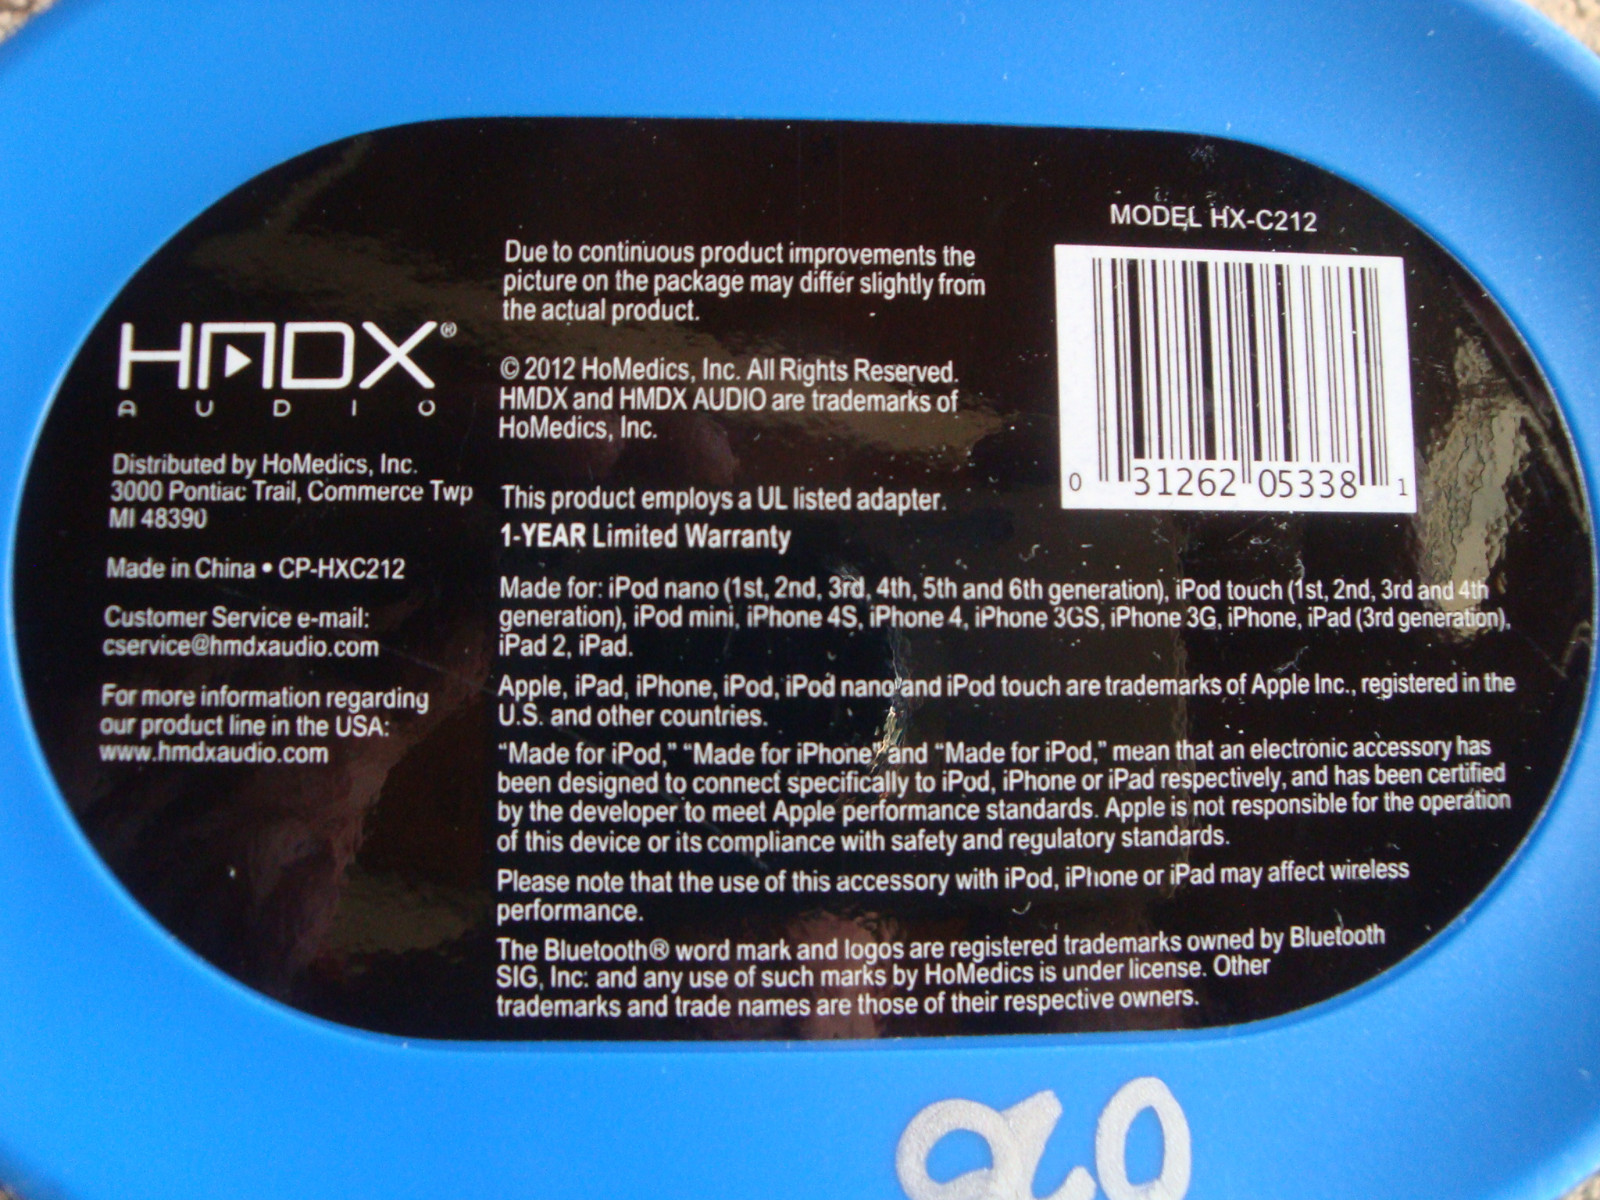 HMDX®
AUDIO
Distributed by HoMedics, Inc.
3000 Pontiac Trail, Commerce Twp
MI 48390
Made in China • CP-HXC212
Customer Service e-mail:
cservice@hmdxaudio.com
For more information regarding
our product line in the USA:
www.hmdxaudio.com
Due to continuous product improvements the
picture on the package may differ slightly from
the actual product.
© 2012 HoMedics, Inc. All Rights Reserved.
HMDX and HMDX AUDIO are trademarks of
HoMedics, Inc.
This product employs a UL listed adapter.
1-YEAR Limited Warranty
MODEL HX-C212
0 31262 05338 1
Made for: iPod nano (1st, 2nd, 3rd, 4th, 5th and 6th generation), iPod touch (1st, 2nd, 3rd and 4th
generation), iPod mini, iPhone 4S, iPhone 4, iPhone 3GS, iPhone 3G, iPhone, iPad (3rd generation),
iPad 2, iPad.
Apple, iPad, iPhone, iPod, iPod nano and iPod touch are trademarks of Apple Inc., registered in the
U.S. and other countries.
“Made for iPod,” “Made for iPhone” and “Made for iPod,” mean that an electronic accessory has
been designed to connect specifically to iPod, iPhone or iPad respectively, and has been certified
by the developer to meet Apple performance standards. Apple is not responsible for the operation
of this device or its compliance with safety and regulatory standards.
Please note that the use of this accessory with iPod, iPhone or iPad may affect wireless
performance.
The Bluetooth® word mark and logos are registered trademarks owned by Bluetooth
SIG, Inc. and any use of such marks by HoMedics is under license. Other
trademarks and trade names are those of their respective owners.